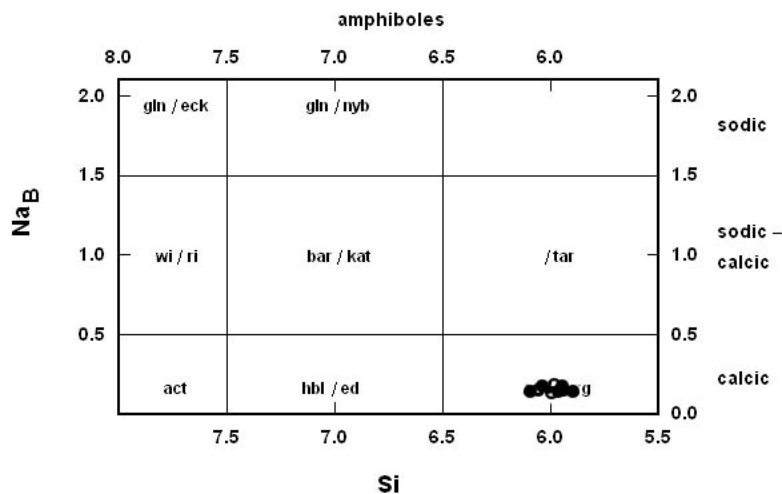 amphiboles
8.0 7.5 7.0 6.5 6.0
2.0 gln / eck gln / nyb 2.0 sodic
1.5 1.5
NaB
1.0 wi / ri bar / kat / tar 1.0 sodic –
calcic
0.5 0.5
act hbl / ed calcic
0.0
7.5 7.0 6.5 6.0 5.5
Si